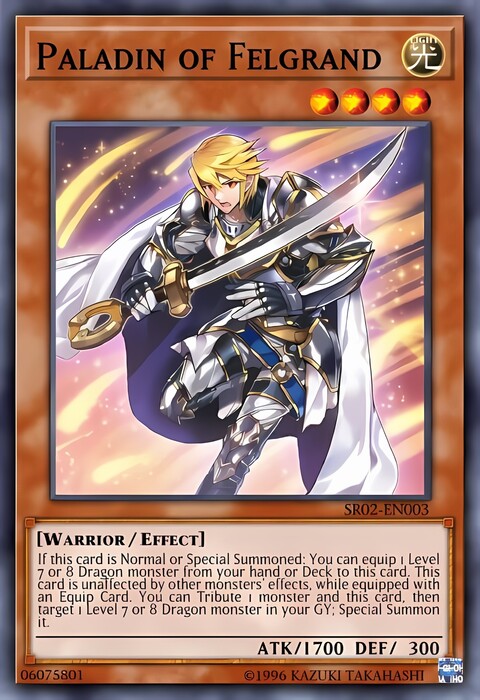 PALADIN OF FELGRAND
LIGHT
光
SR02-EN003
[WARRIOR / EFFECT]
If this card is Normal or Special Summoned: You can equip 1 Level
7 or 8 Dragon monster from your hand or Deck to this card. This
card is unaffected by other monsters' effects, while equipped with
an Equip Card. You can Tribute 1 monster and this card, then
target 1 Level 7 or 8 Dragon monster in your GY; Special Summon
it.
ATK/1700 DEF/ 300
06075801
©1996 KAZUKI TAKAHASHI